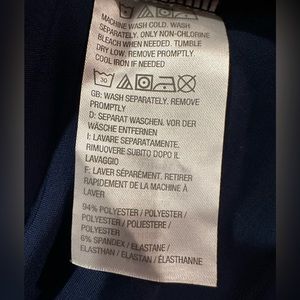 MACHINE WASH COLD. WASH
SEPARATELY. ONLY NON-CHLORINE
BLEACH WHEN NEEDED. TUMBLE
DRY LOW. REMOVE PROMPTLY.
COOL IRON IF NEEDED
30
GB: WASH SEPARATELY. REMOVE
PROMPTLY
D: SEPARAT WASCHEN. VOR DER
WÄSCHE ENTFERNEN
I: LAVARE SEPARATAMENTE.
RIMUOVERE SUBITO DOPO IL
LAVAGGIO
F: LAVER SÉPARÉMENT. RETIRER
RAPIDEMENT DE LA MACHINE À
LAVER
94% POLYESTER / POLYESTER /
POLYESTER / POLIESTERE /
POLYESTER
6% SPANDEX / ELASTANE /
ELASTHAN / ELASTAN / ÉLASTHANNE